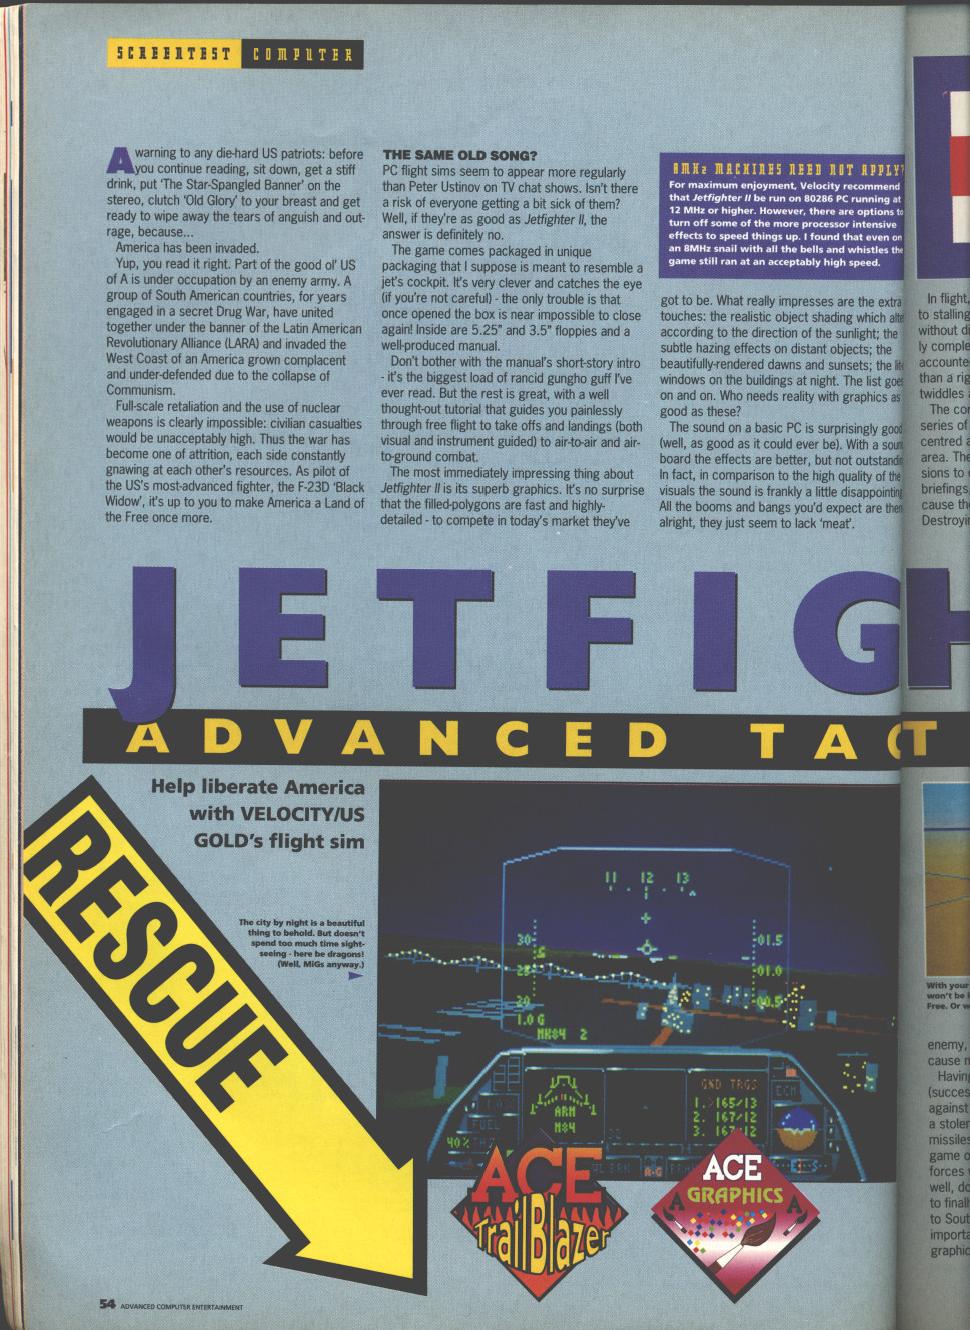 SCREENTEST COMPUTER
A warning to any die-hard US patriots: before
you continue reading, sit down, get a stiff
drink, put 'The Star-Spangled Banner' on the
stereo, clutch 'Old Glory' to your breast and get
ready to wipe away the tears of anguish and out-
rage, because...
America has been invaded.
Yup, you read it right. Part of the good ol' US
of A is under occupation by an enemy army. A
group of South American countries, for years
engaged in a secret Drug War, have united
together under the banner of the Latin American
Revolutionary Alliance (LARA) and invaded the
West Coast of an America grown complacent
and under-defended due to the collapse of
Communism.
Full-scale retaliation and the use of nuclear
weapons is clearly impossible: civilian casualties
would be unacceptably high. Thus the war has
become one of attrition, each side constantly
gnawing at each other's resources. As pilot of
the US's most-advanced fighter, the F-23D 'Black
Widow', it's up to you to make America a Land of
the Free once more.
THE SAME OLD SONG?
PC flight sims seem to appear more regularly
than Peter Ustinov on TV chat shows. Isn't there
a risk of everyone getting a bit sick of them?
Well, if they're as good as Jetfighter II, the
answer is definitely no.
The game comes packaged in unique
packaging that I suppose is meant to resemble a
jet's cockpit. It's very clever and catches the eye
(if you're not careful) - the only trouble is that
once opened the box is near impossible to close
again! Inside are 5.25" and 3.5" floppies and a
well-produced manual.
Don't bother with the manual's short-story intro
- it's the biggest load of rancid gungho guff I've
ever read. But the rest is great, with a well
thought-out tutorial that guides you painlessly
through free flight to take offs and landings (both
visual and instrument guided) to air-to-air and air-
to-ground combat.
The most immediately impressing thing about
Jetfighter II is its superb graphics. It's no surprise
that the filled-polygons are fast and highly-
detailed - to compete in today's market they've
8MHz MACHINES NEED NOT APPLY?
For maximum enjoyment, Velocity recommend
that Jetfighter II be run on 80286 PC running at
12 MHz or higher. However, there are options to
turn off some of the more processor intensive
effects to speed things up. I found that even on
an 8MHz snail with all the bells and whistles the
game still ran at an acceptably high speed.
got to be. What really impresses are the extra
touches: the realistic object shading which alte
according to the direction of the sunlight; the
subtle hazing effects on distant objects; the
beautifully-rendered dawns and sunsets; the lit
windows on the buildings at night. The list goes
on and on. Who needs reality with graphics as
good as these?
The sound on a basic PC is surprisingly good
(well, as good as it could ever be). With a soun
board the effects are better, but not outstandin
In fact, in comparison to the high quality of the
visuals the sound is frankly a little disappointing
All the booms and bangs you'd expect are ther
alright, they just seem to lack 'meat'.
In flight,
to stalling
without di
ly comple
accounte
than a rig
twiddles a
The cor
series of
centred a
area. The
sions to
briefings,
cause the
Destroyin
JETFIGH
ADVANCED TAC T
Help liberate America
with VELOCITY/US
GOLD's flight sim
RESCUE
The city by night is a beautiful
thing to behold. But doesn't
spend too much time sight-
seeing - here be dragons!
(Well, MiGs anyway.)
11 12 13
30 01.5
25 01.0
20 00.5
1.0 G
MK84 2
GND TRGS
1. 165/13
2. 167/12
3. 167/12
ARM
M84
FUEL
40%
ECM
A-G
ACE
TrailBlazer
ACE
GRAPHICS
With your
won't be
Free. Or w
enemy,
cause
Having
(succes
against
a stolen
missiles
game o
forces
well, do
to finall
to Sout
importa
graphic
54 ADVANCED COMPUTER ENTERTAINMENT